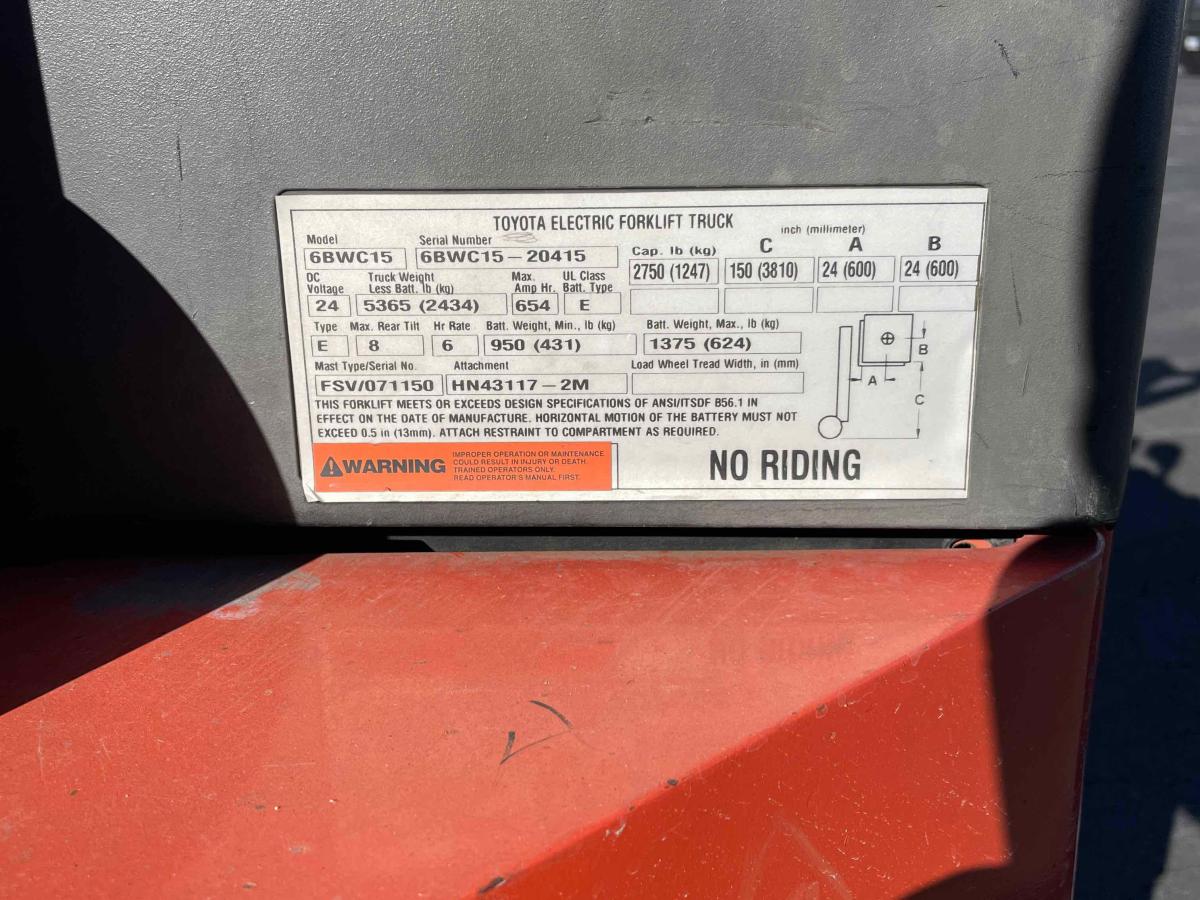 TOYOTA ELECTRIC FORKLIFT TRUCK
inch (millimeter)
Model Serial Number Cap. lb (kg) C A B
6BWC15 6BWC15 – 20415 2750 (1247) 150 (3810) 24 (600) 24 (600)
DC Voltage Truck Weight Less Batt. lb (kg) Max. Amp Hr. UL Class Batt. Type
24 5365 (2434) 654 E
Type Max. Rear Tilt Hr Rate Batt. Weight, Min., lb (kg) Batt. Weight, Max., lb (kg)
E 8 6 950 (431) 1375 (624)
Mast Type/Serial No. Attachment Load Wheel Tread Width, in (mm)
FSV/071150 HN43117 – 2M
B
A
C
THIS FORKLIFT MEETS OR EXCEEDS DESIGN SPECIFICATIONS OF ANSI/ITSDF B56.1 IN
EFFECT ON THE DATE OF MANUFACTURE. HORIZONTAL MOTION OF THE BATTERY MUST NOT
EXCEED 0.5 in (13mm). ATTACH RESTRAINT TO COMPARTMENT AS REQUIRED.
WARNING
IMPROPER OPERATION OR MAINTENANCE
COULD RESULT IN INJURY OR DEATH.
TRAINED OPERATORS ONLY.
READ OPERATOR'S MANUAL FIRST.
NO RIDING